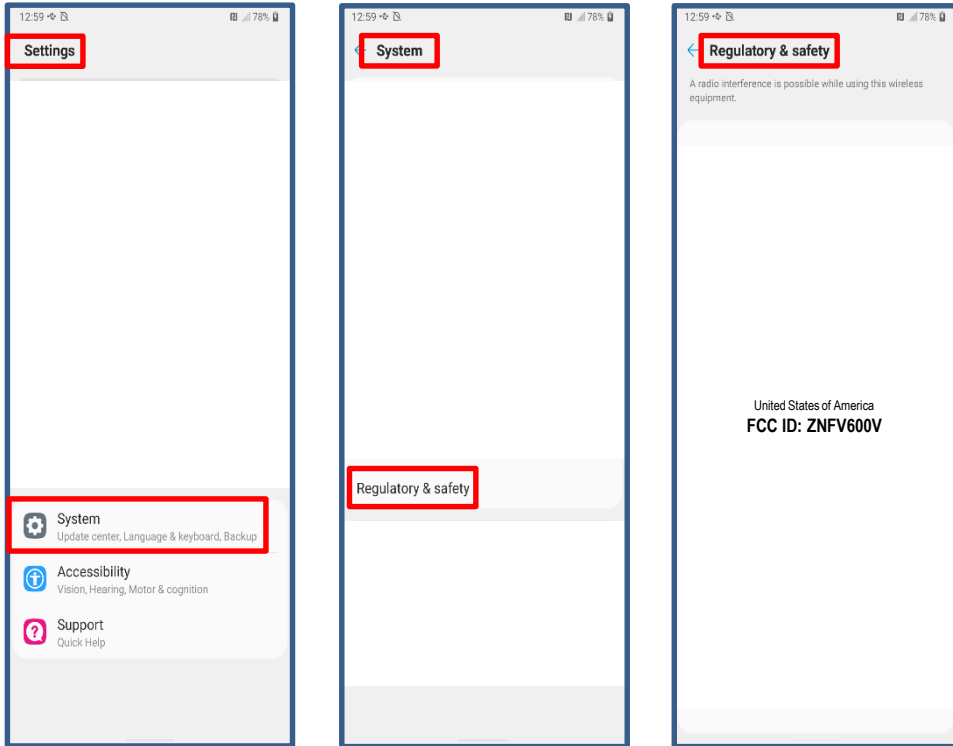 12:59 78%
Settings
System
Update center, Language & keyboard, Backup
Accessibility
Vision, Hearing, Motor & cognition
Support
Quick Help
12:59 78%
System
Regulatory & safety
12:59 78%
Regulatory & safety
A radio interference is possible while using this wireless
equipment.
United States of America
FCC ID: ZNFV600V